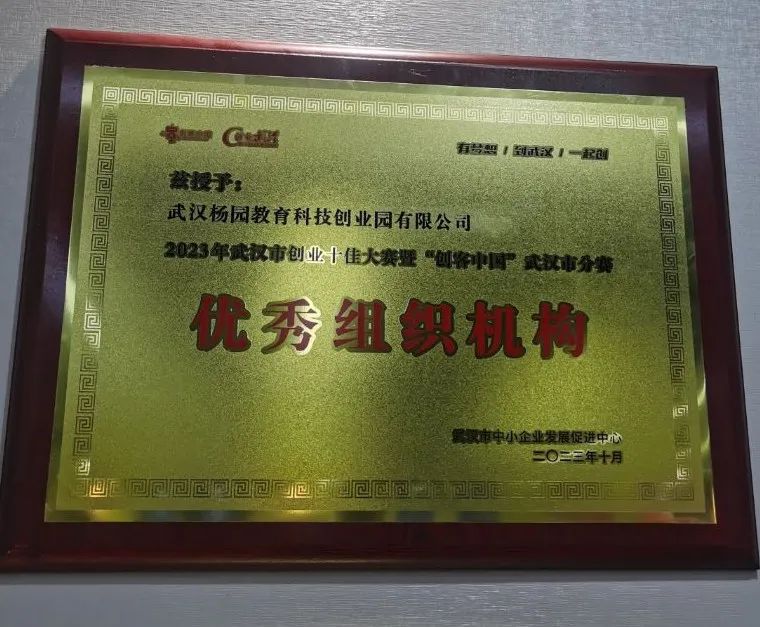 有梦想 / 到武汉 / 一起创
兹授予：
武汉杨园教育科技创业园有限公司
2023年武汉市创业十佳大赛暨“创客中国”武汉市分赛
优秀组织机构
武汉市中小企业发展促进中心
二〇二三年十月